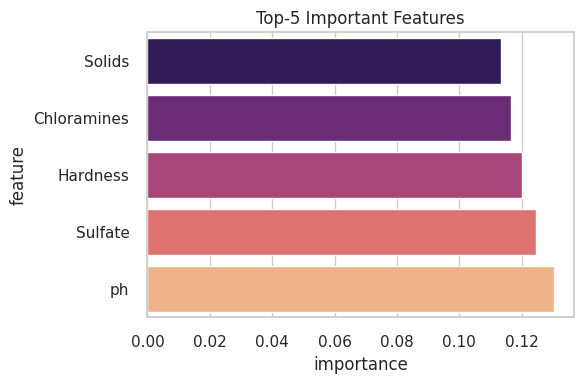 Top-5 Important Features
feature
Solids
Chloramines
Hardness
Sulfate
ph
0.00 0.02 0.04 0.06 0.08 0.10 0.12
importance